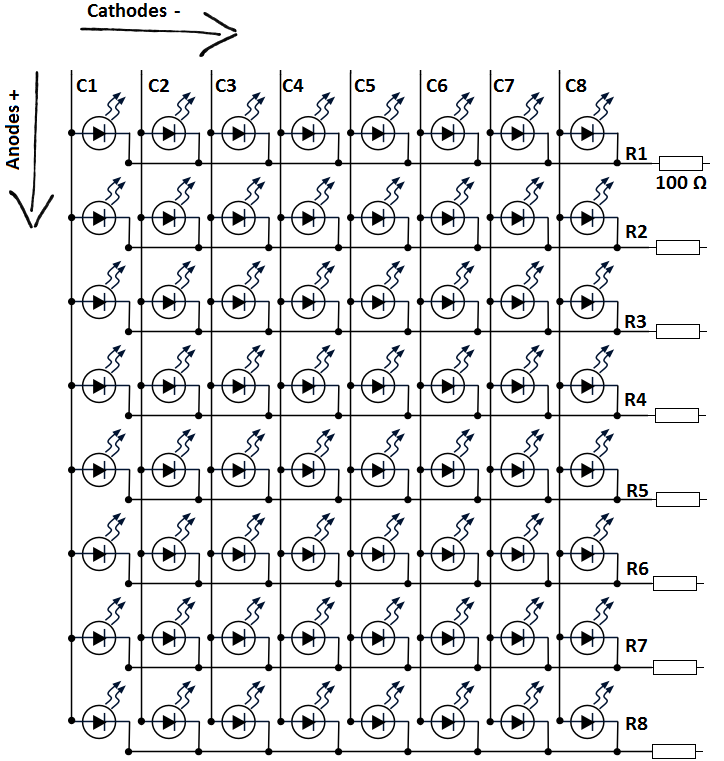 Cathodes -
Anodes +
C1 C2 C3 C4 C5 C6 C7 C8
R1
100 Ω
R2
R3
R4
R5
R6
R7
R8